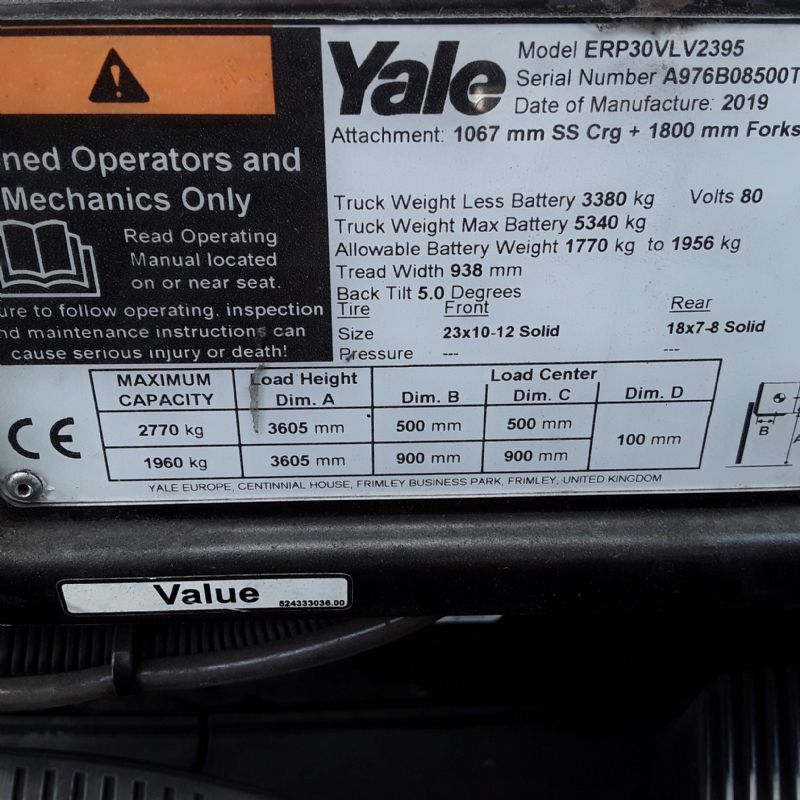 ned Operators and
Mechanics Only
Read Operating
Manual located
on or near seat.
ure to follow operating, inspection
nd maintenance instructions can
cause serious injury or death!
Yale
Model ERP30VLV2395
Serial Number A976B08500T
Date of Manufacture: 2019
Attachment: 1067 mm SS Crg + 1800 mm Forks
Truck Weight Less Battery 3380 kg Volts 80
Truck Weight Max Battery 5340 kg
Allowable Battery Weight 1770 kg to 1956 kg
Tread Width 938 mm
Back Tilt 5.0 Degrees
Tire Front Rear
Size 23x10-12 Solid 18x7-8 Solid
Pressure --- ---
MAXIMUM CAPACITY Load Height Dim. A Load Center
Dim. B Dim. C Dim. D
2770 kg 3605 mm 500 mm 500 mm 100 mm
1960 kg 3605 mm 900 mm 900 mm
CE
B
YALE EUROPE, CENTINNIAL HOUSE, FRIMLEY BUSINESS PARK, FRIMLEY, UNITED KINGDOM
Value 524333036.00